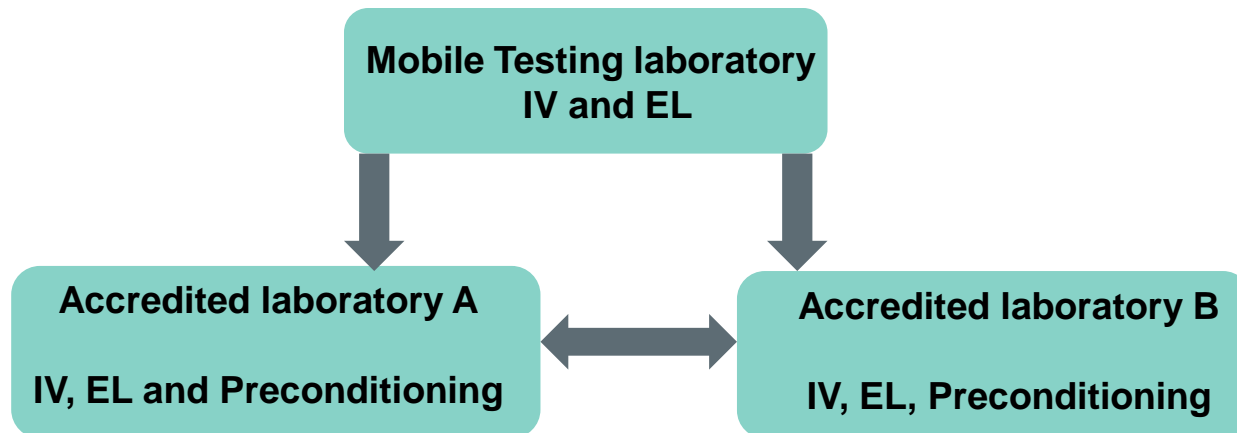 Mobile Testing laboratory
IV and EL
Accredited laboratory A
IV, EL and Preconditioning
Accredited laboratory B
IV, EL, Preconditioning